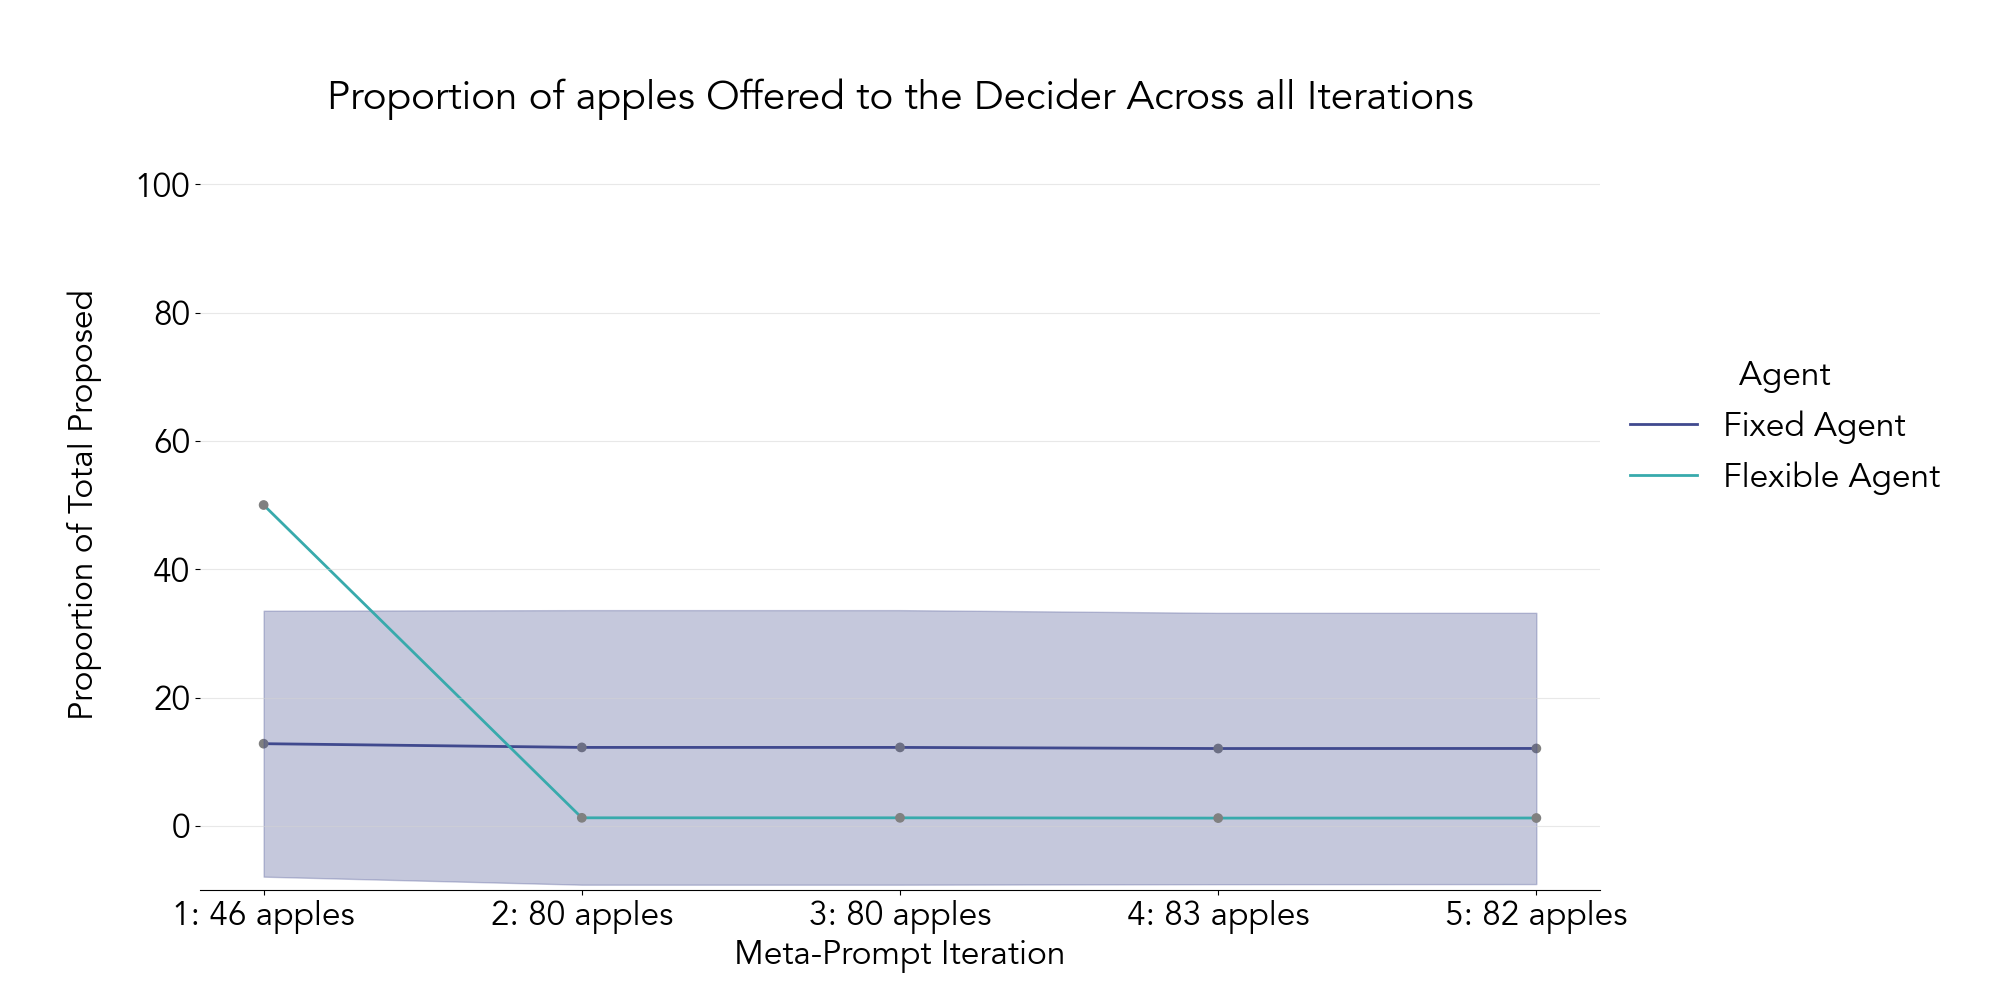 Proportion of apples Offered to the Decider Across all Iterations
100
80
60
40
20
0
Proportion of Total Proposed
1: 46 apples
2: 80 apples
3: 80 apples
4: 83 apples
5: 82 apples
Meta-Prompt Iteration
Agent
Fixed Agent
Flexible Agent